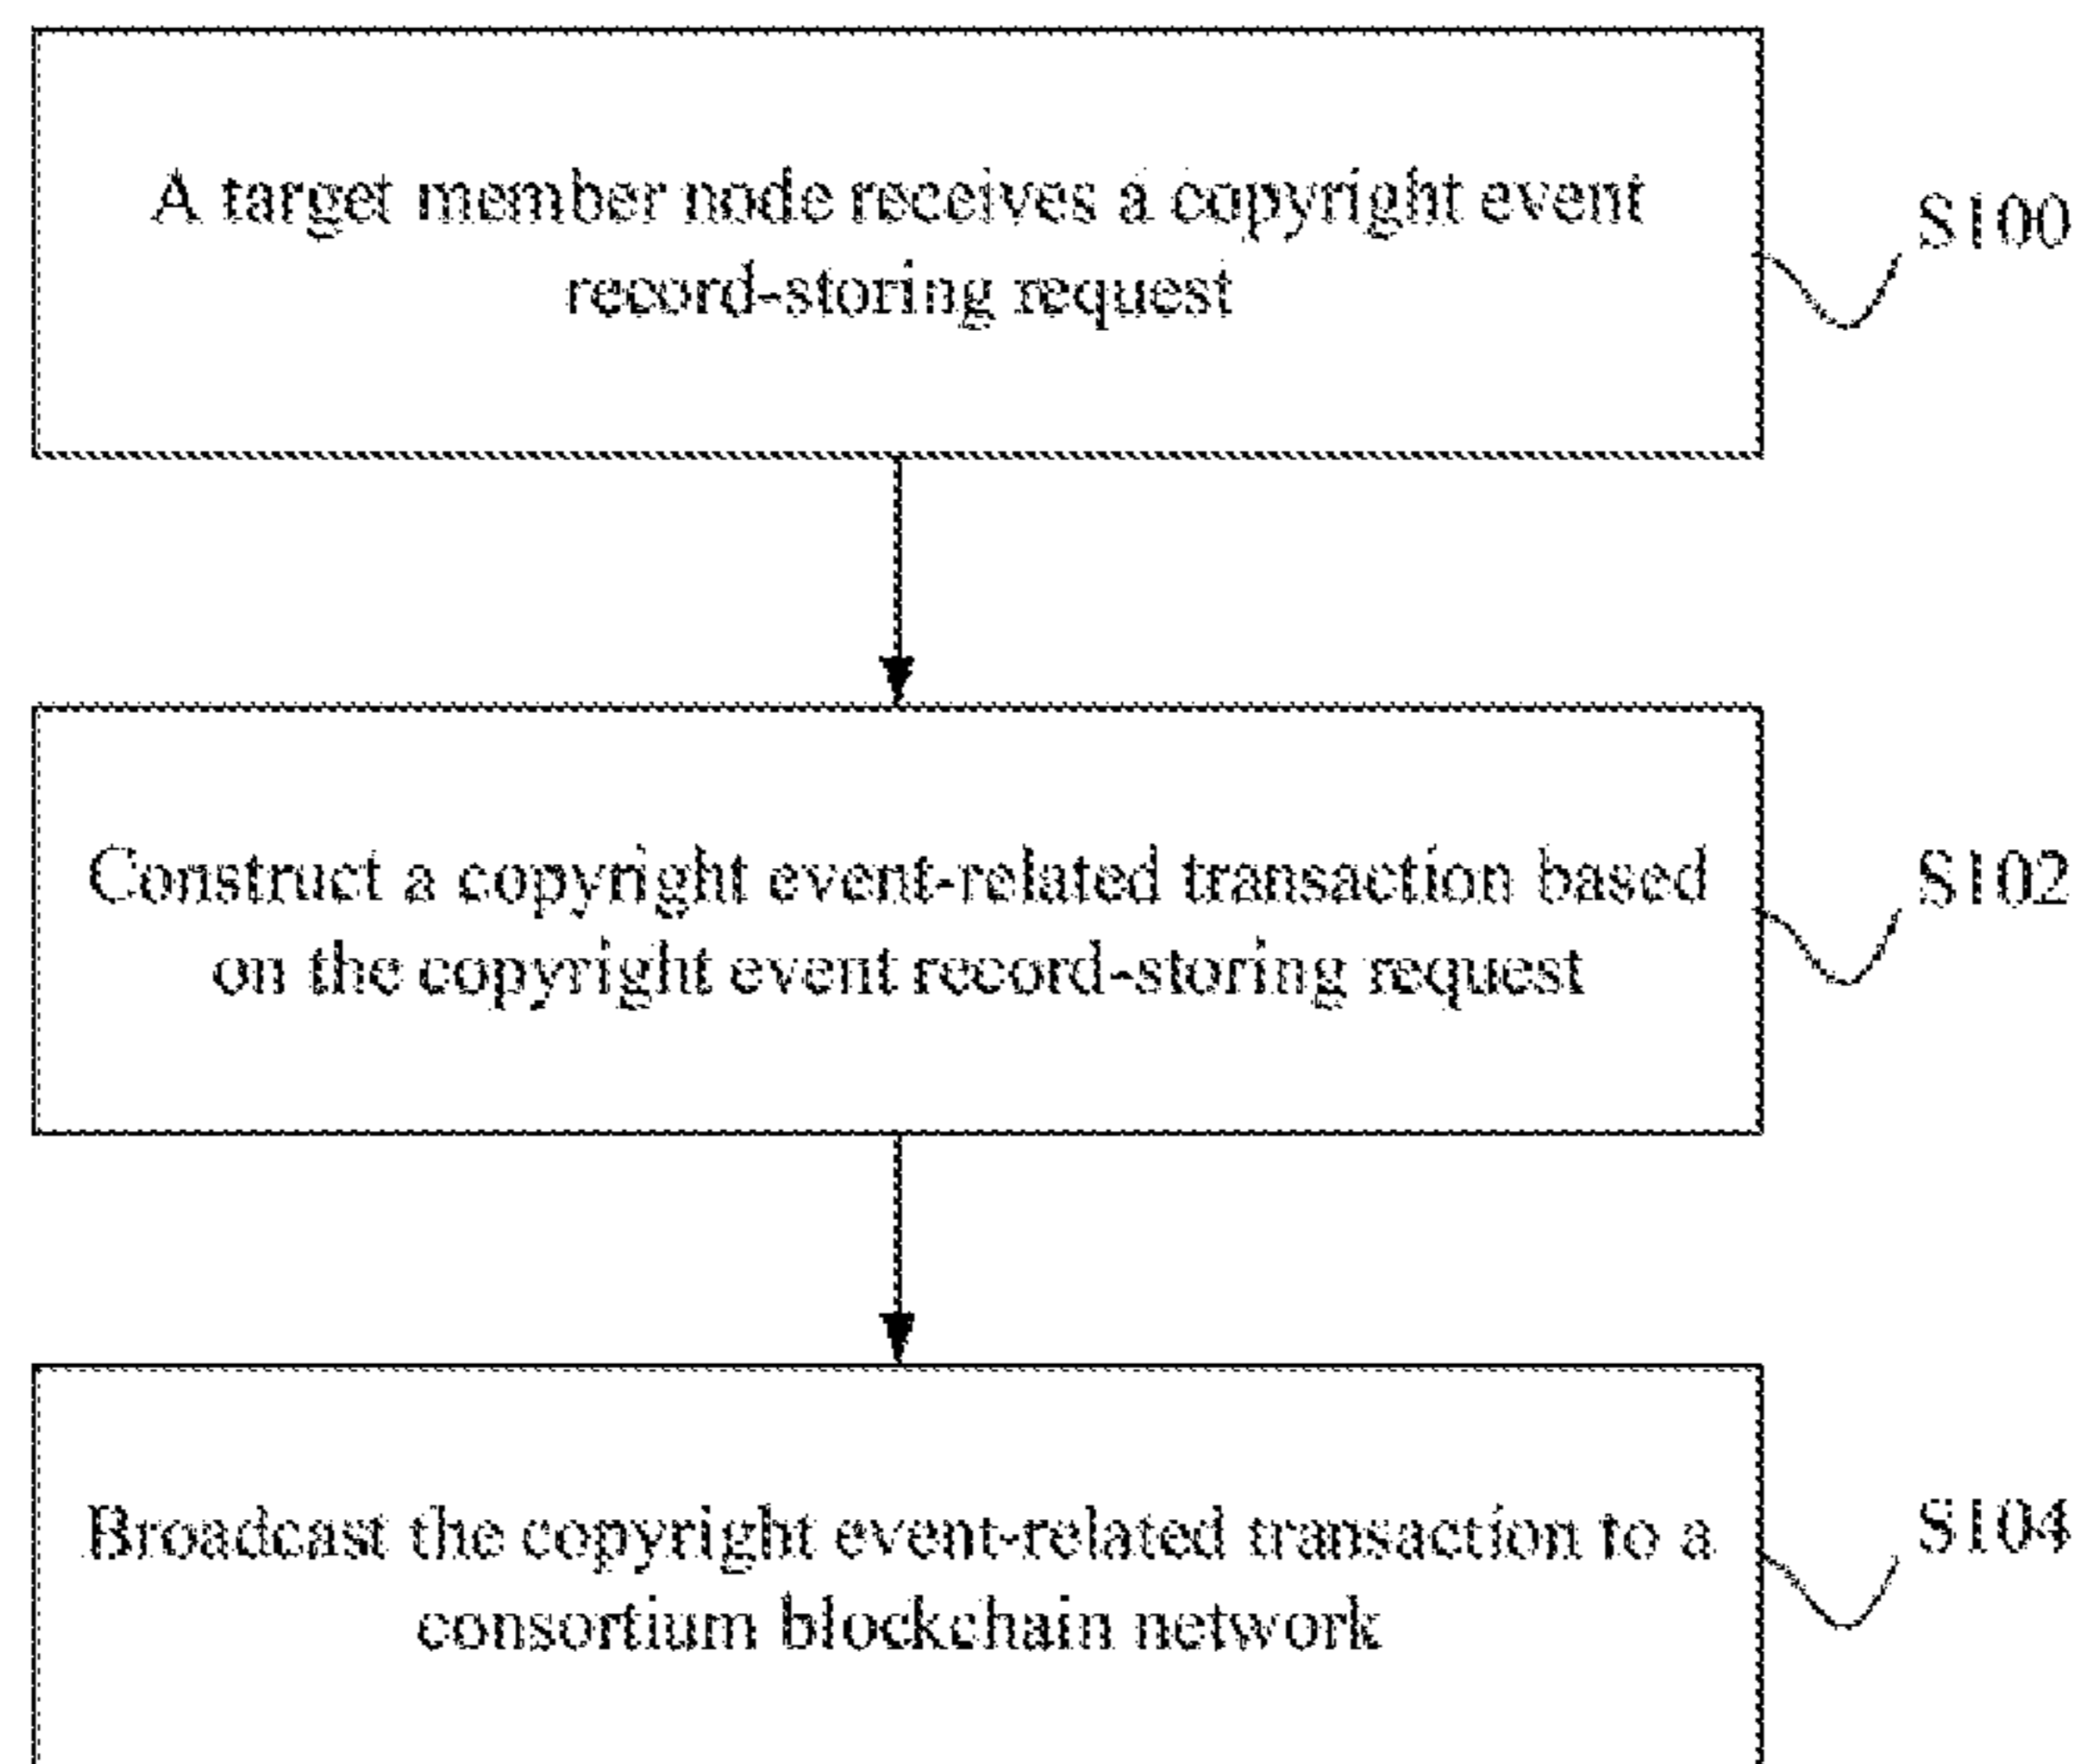 A target member node receives a copyright event
record-storing request
S100
Construct a copyright event-related transaction based
on the copyright event record-storing request
S102
Broadcast the copyright event-related transaction to a
consortium blockchain network
S104